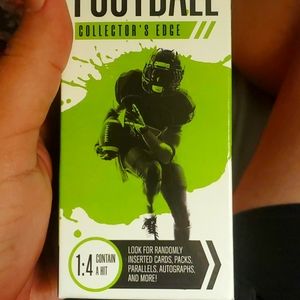 FOOTBALL
COLLECTOR'S EDGE
1:4 CONTAIN
A HIT
LOOK FOR RANDOMLY
INSERTED CARDS, PACKS,
PARALLELS, AUTOGRAPHS,
AND MORE!